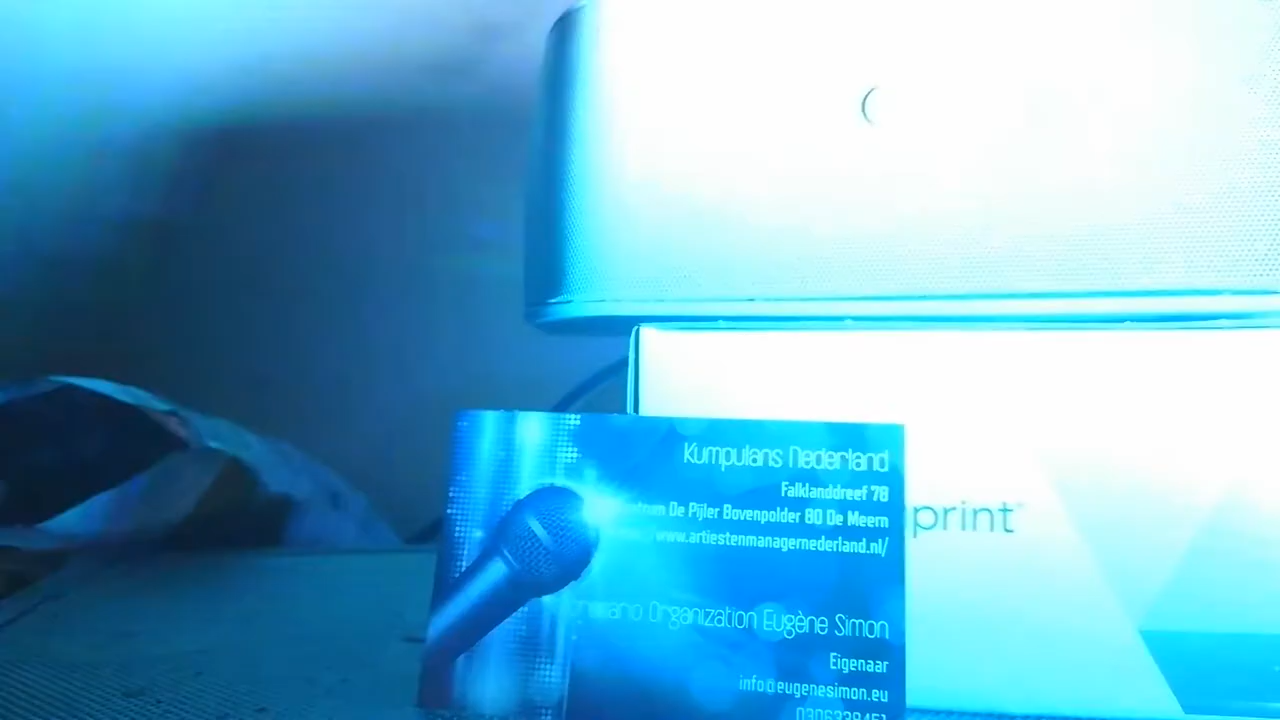 Kumpulans Nederland
Falklanddreef 78
De Pijler Bovenpolder 80 De Meern
www.artiestenmanagernederland.nl/
print
Organization Eugène Simon
Eigenaar
info@eugenesimon.eu